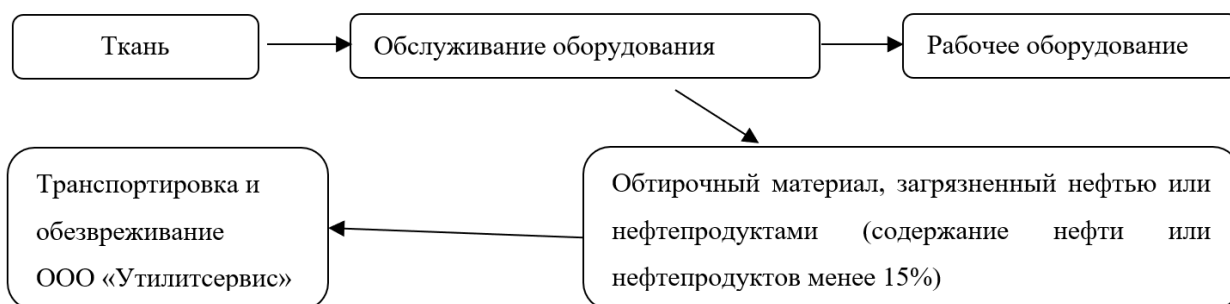 Ткань
Обслуживание оборудования
Рабочее оборудование
Транспортировка и
обезвреживание
ООО «Утилитсервис»
Обтирочный материал, загрязненный нефтью или
нефтепродуктами (содержание нефти или
нефтепродуктов менее 15%)